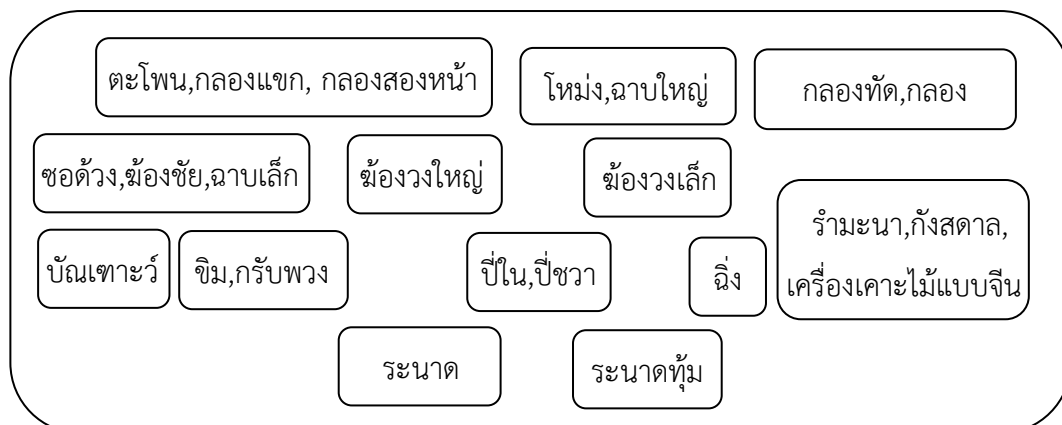 ตะโพน,กลองแขก, กลองสองหน้า
โหม่ง,ฉาบใหญ่
กลองทัด,กลอง
ซอด้วง,ฆ้องชัย,ฉาบเล็ก
ฆ้องวงใหญ่
ฆ้องวงเล็ก
รำมะนา,กังสดาล,
เครื่องเคาะไม้แบบจีน
บัณเฑาะว์
ขิม,กรับพวง
ปี่ใน,ปี่ชวา
ฉิ่ง
ระนาด
ระนาดทุ้ม